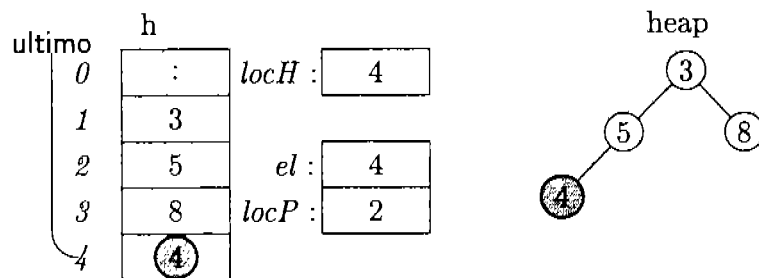 h
ultimo
0 : locH : 4
1 3
2 5 el : 4
3 8 locP : 2
4 4
heap
3
5 8
4